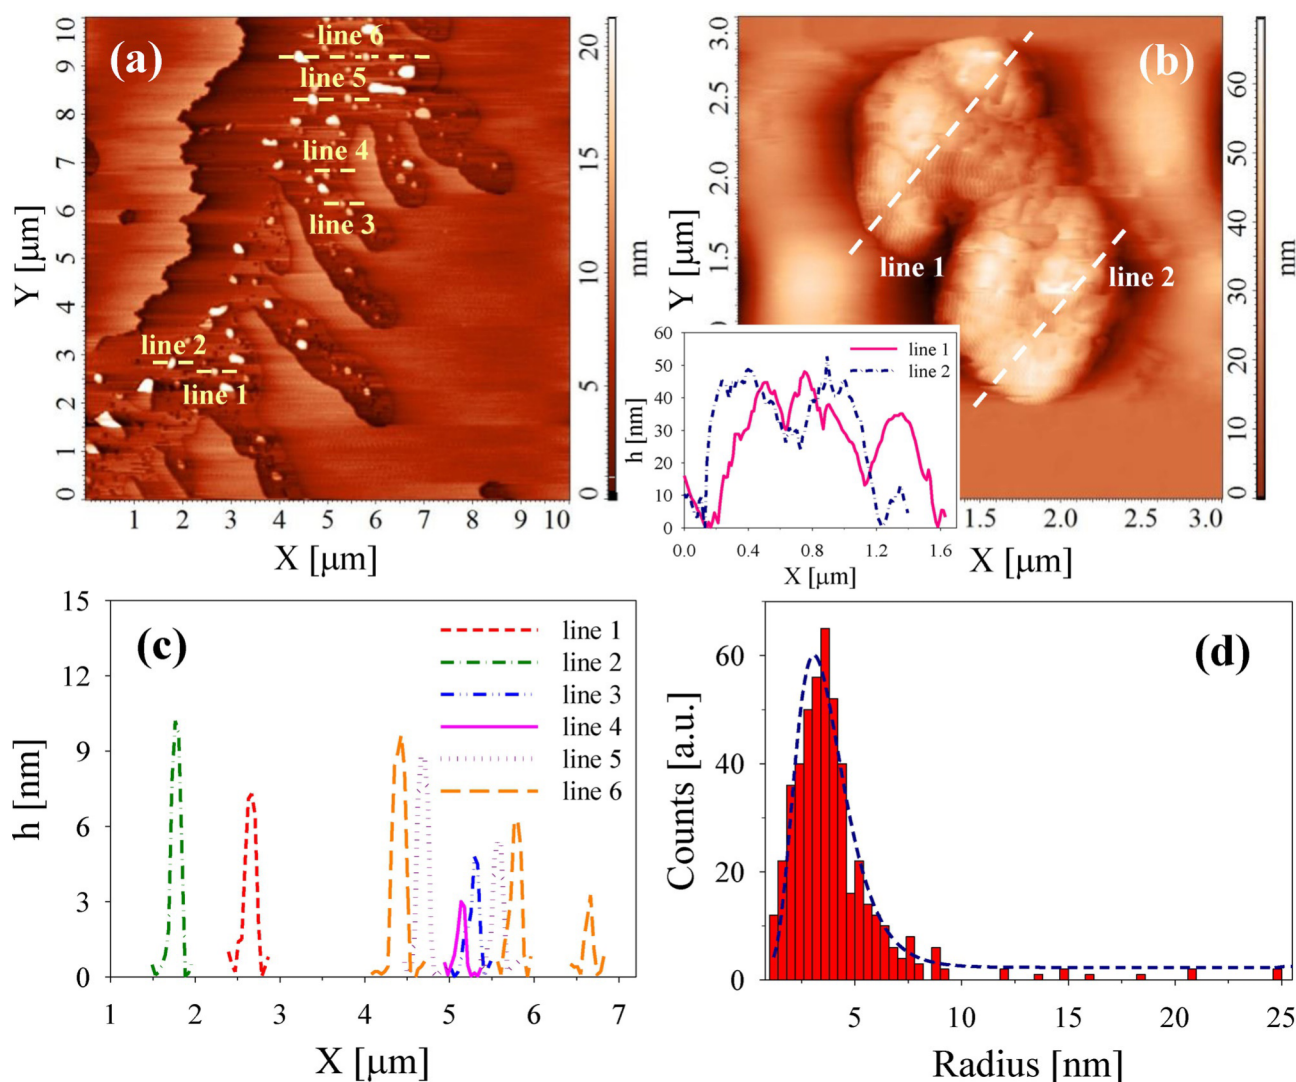 (a)
line 6
line 5
line 4
line 3
line 2
line 1
Y [μm]
0 1 2 3 4 5 6 7 8 9 10
1 2 3 4 5 6 7 8 9 10
X [μm]
nm
0 5 10 15 20
(b)
line 1
line 2
Y [μm]
1.5 2.0 2.5 3.0
1.5 2.0 2.5 3.0
X [μm]
nm
0 10 20 30 40 50 60
h [nm]
0 10 20 30 40 50 60
line 1
line 2
0.0 0.4 0.8 1.2 1.6
X [μm]
(c)
line 1
line 2
line 3
line 4
line 5
line 6
h [nm]
0 3 6 9 12 15
1 2 3 4 5 6 7
X [μm]
(d)
Counts [a.u.]
0 20 40 60
5 10 15 20 25
Radius [nm]